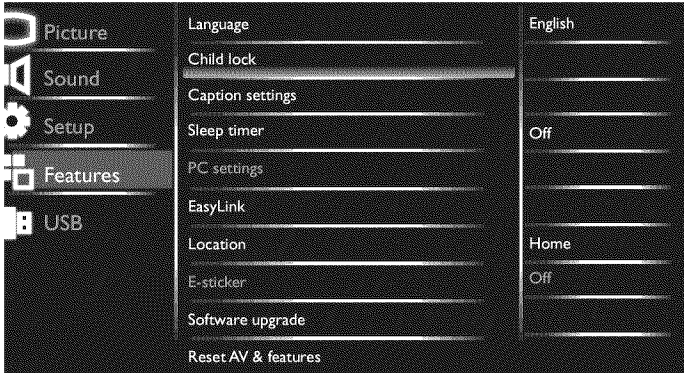 Picture
Sound
Setup
Features
USB
Language
Child lock
Caption settings
Sleep timer
PC settings
EasyLink
Location
E-sticker
Software upgrade
Reset AV & features
English
Off
Home
Off